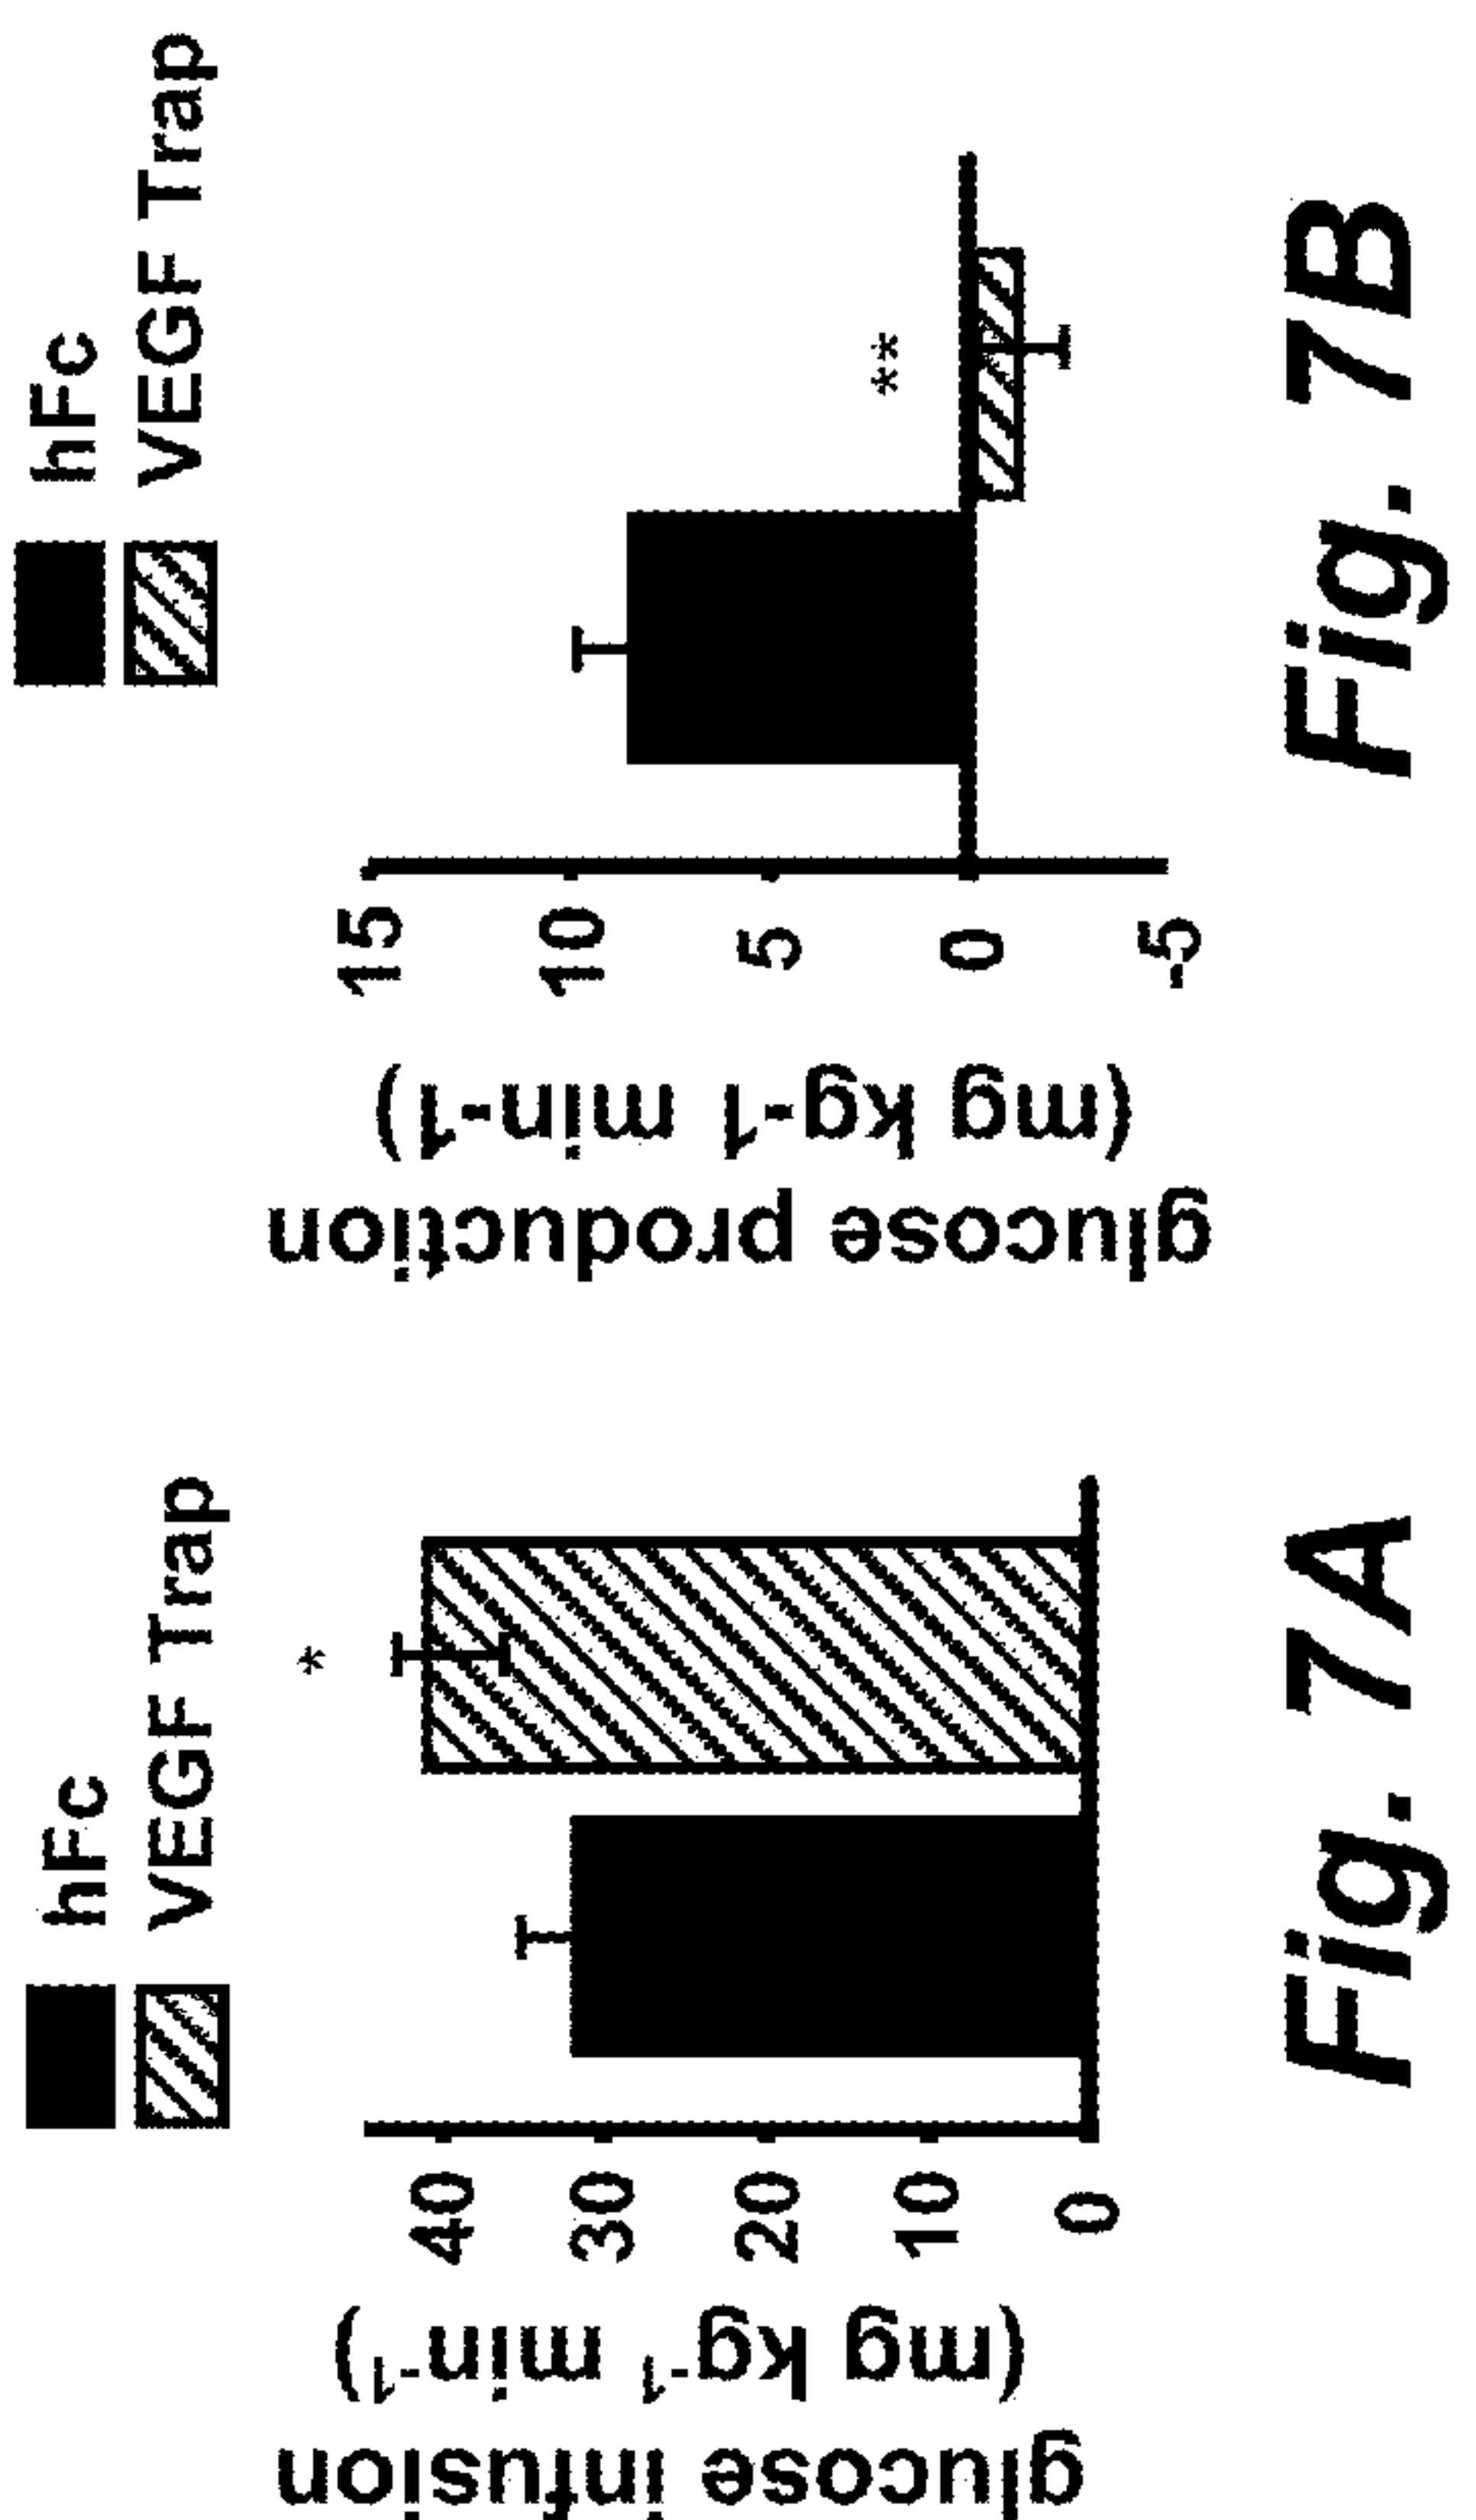 glucose infusion
(mg kg-1 min-1)
40
30
20
10
0
hFc
VEGF Trap
*
Fig. 7A
glucose production
(mg kg-1 min-1)
15
10
5
0
-5
hFc
VEGF Trap
**
Fig. 7B